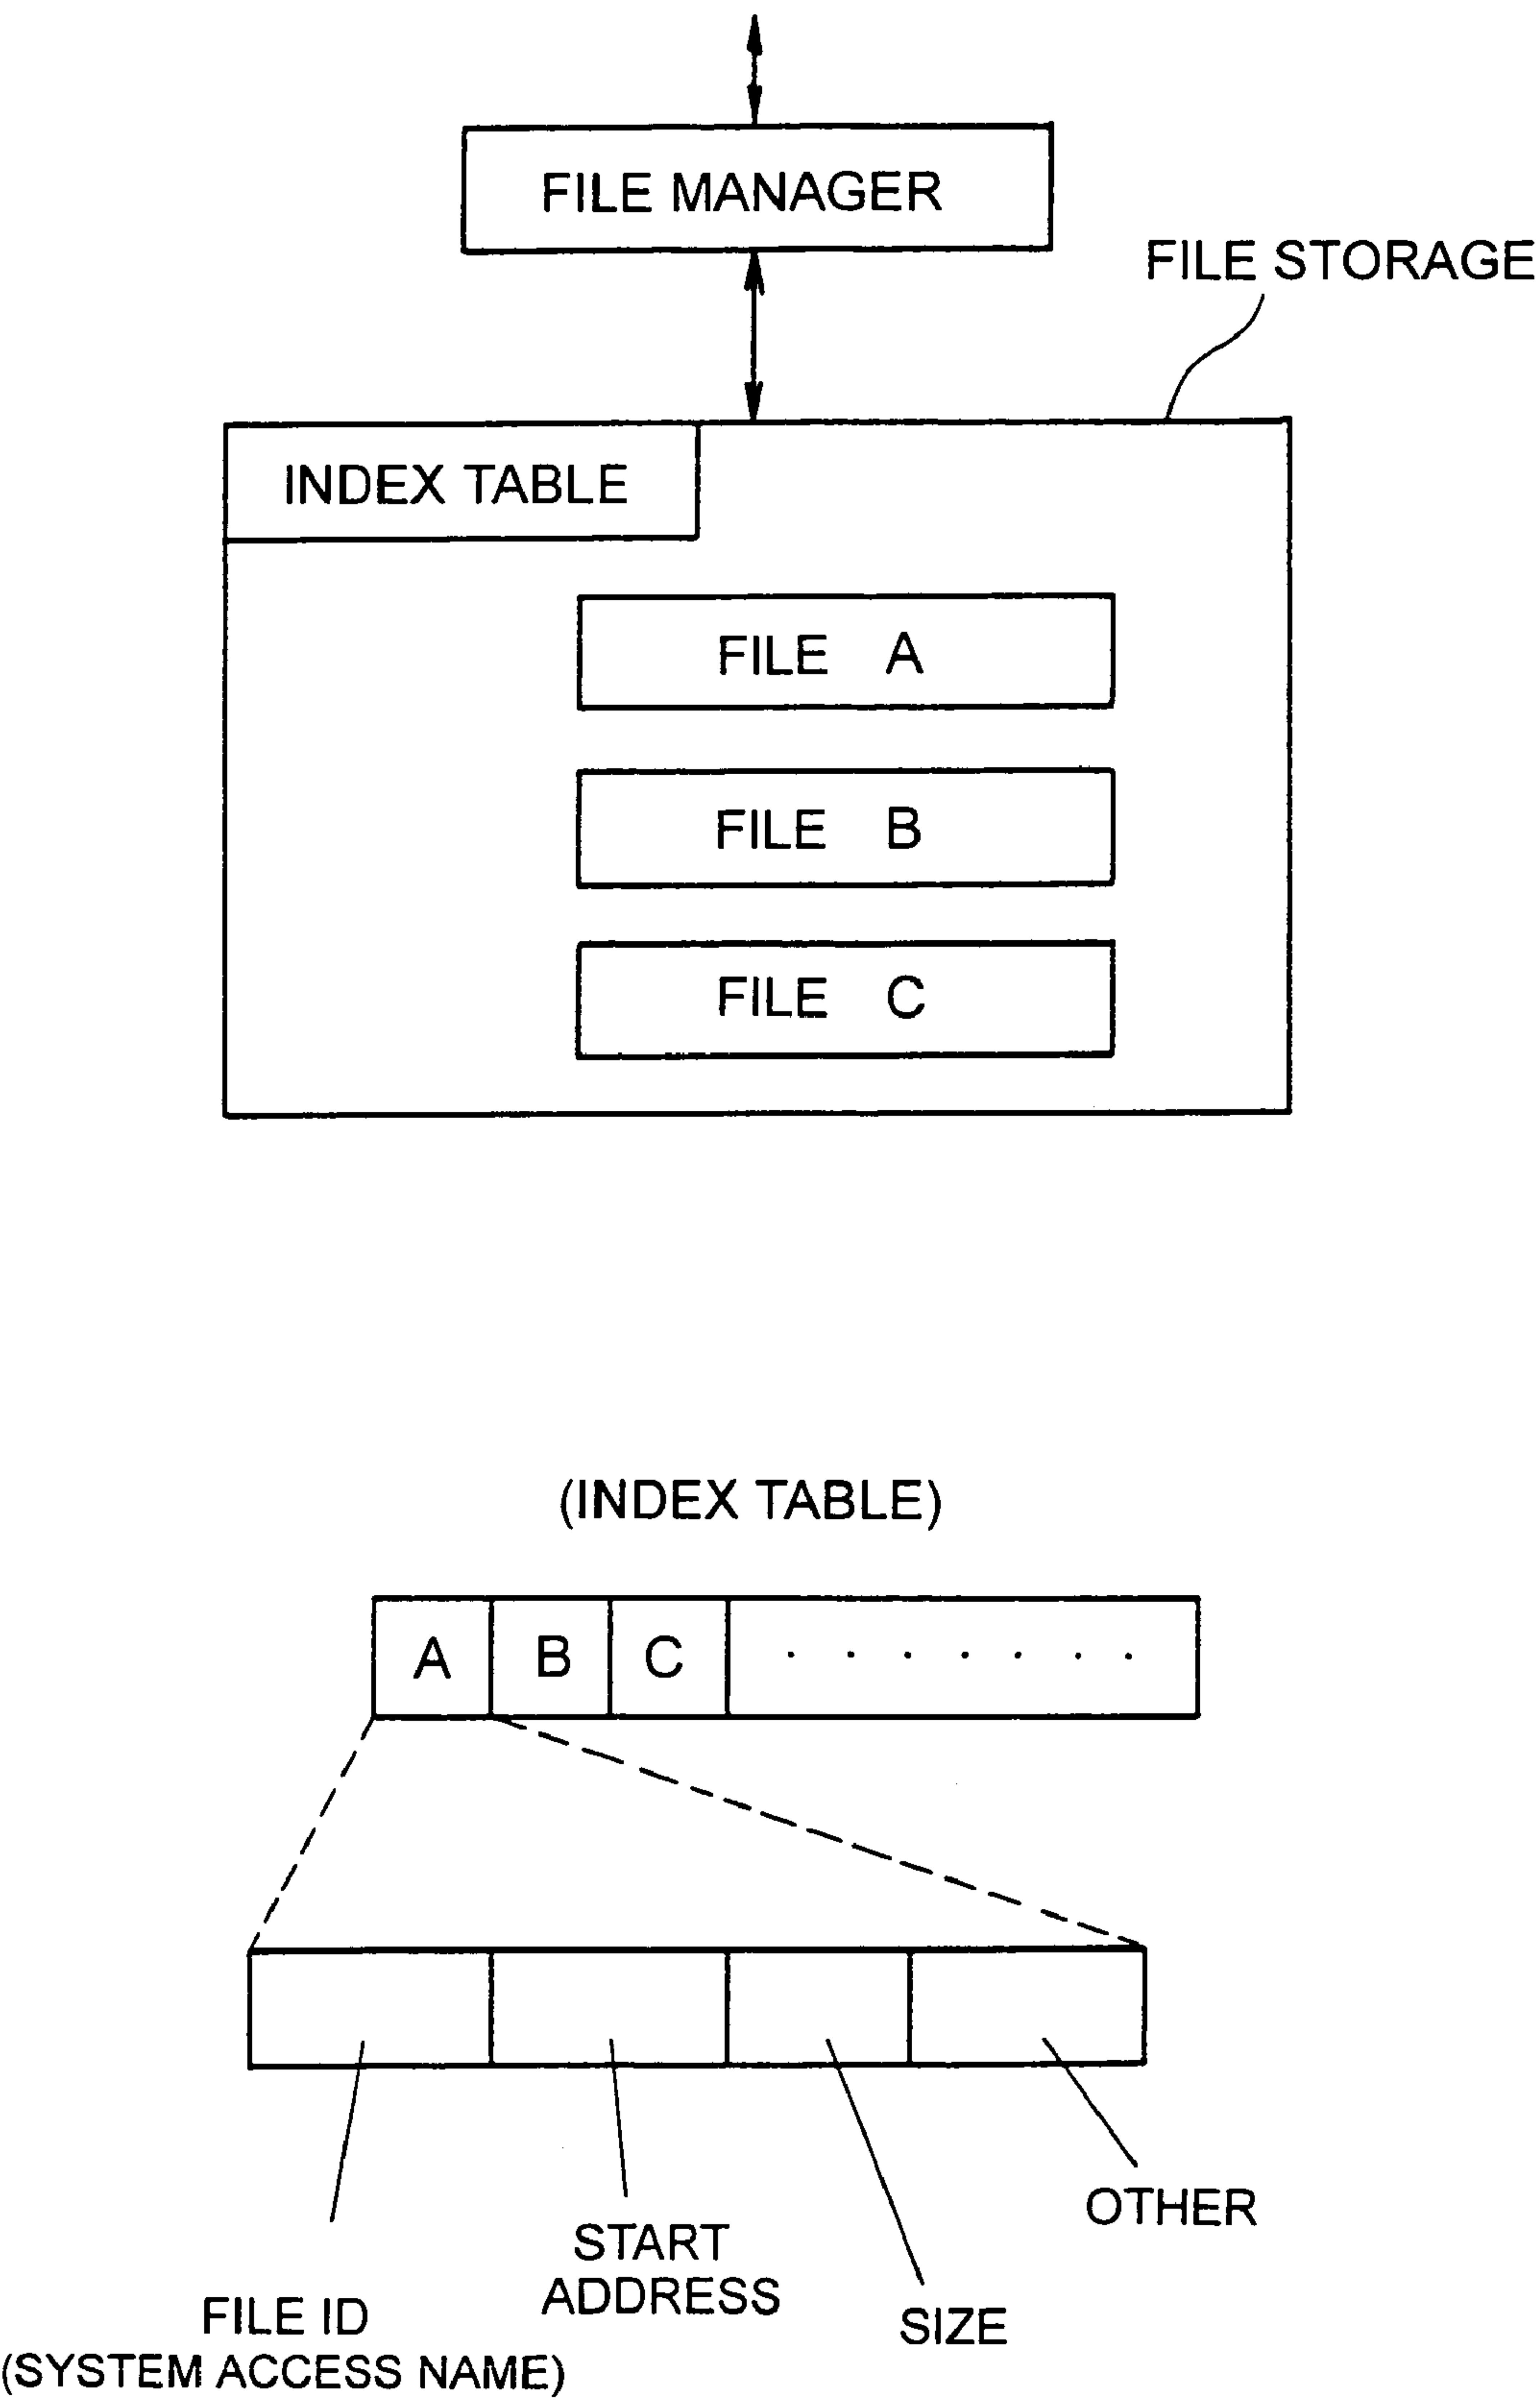 FILE MANAGER
FILE STORAGE
INDEX TABLE
FILE A
FILE B
FILE C
(INDEX TABLE)
A B C . . . . . . .
OTHER
START
ADDRESS
SIZE
FILE ID
(SYSTEM ACCESS NAME)